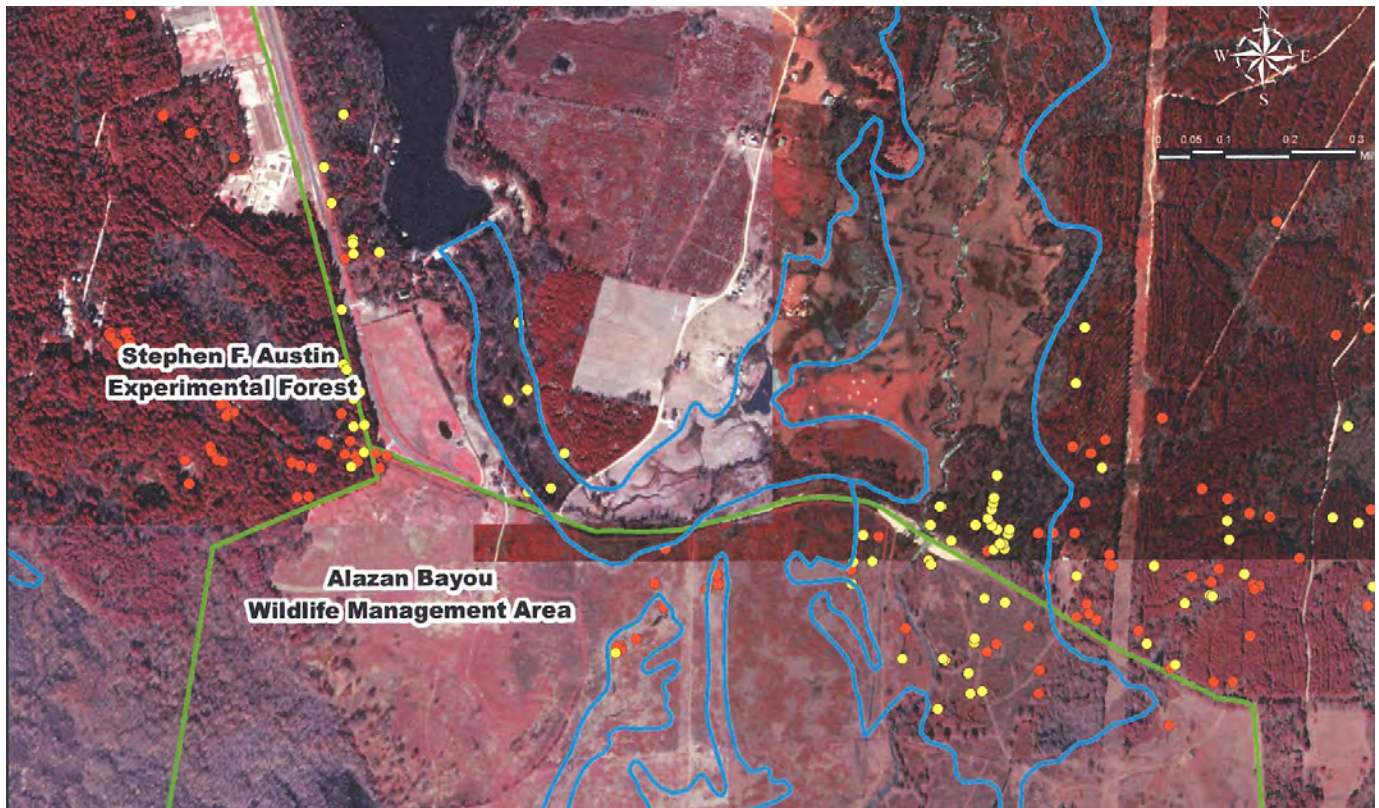 N
W E
S
0 0.05 0.1 0.2 0.3
Stephen F. Austin
Experimental Forest
Alazan Bayou
Wildlife Management Area